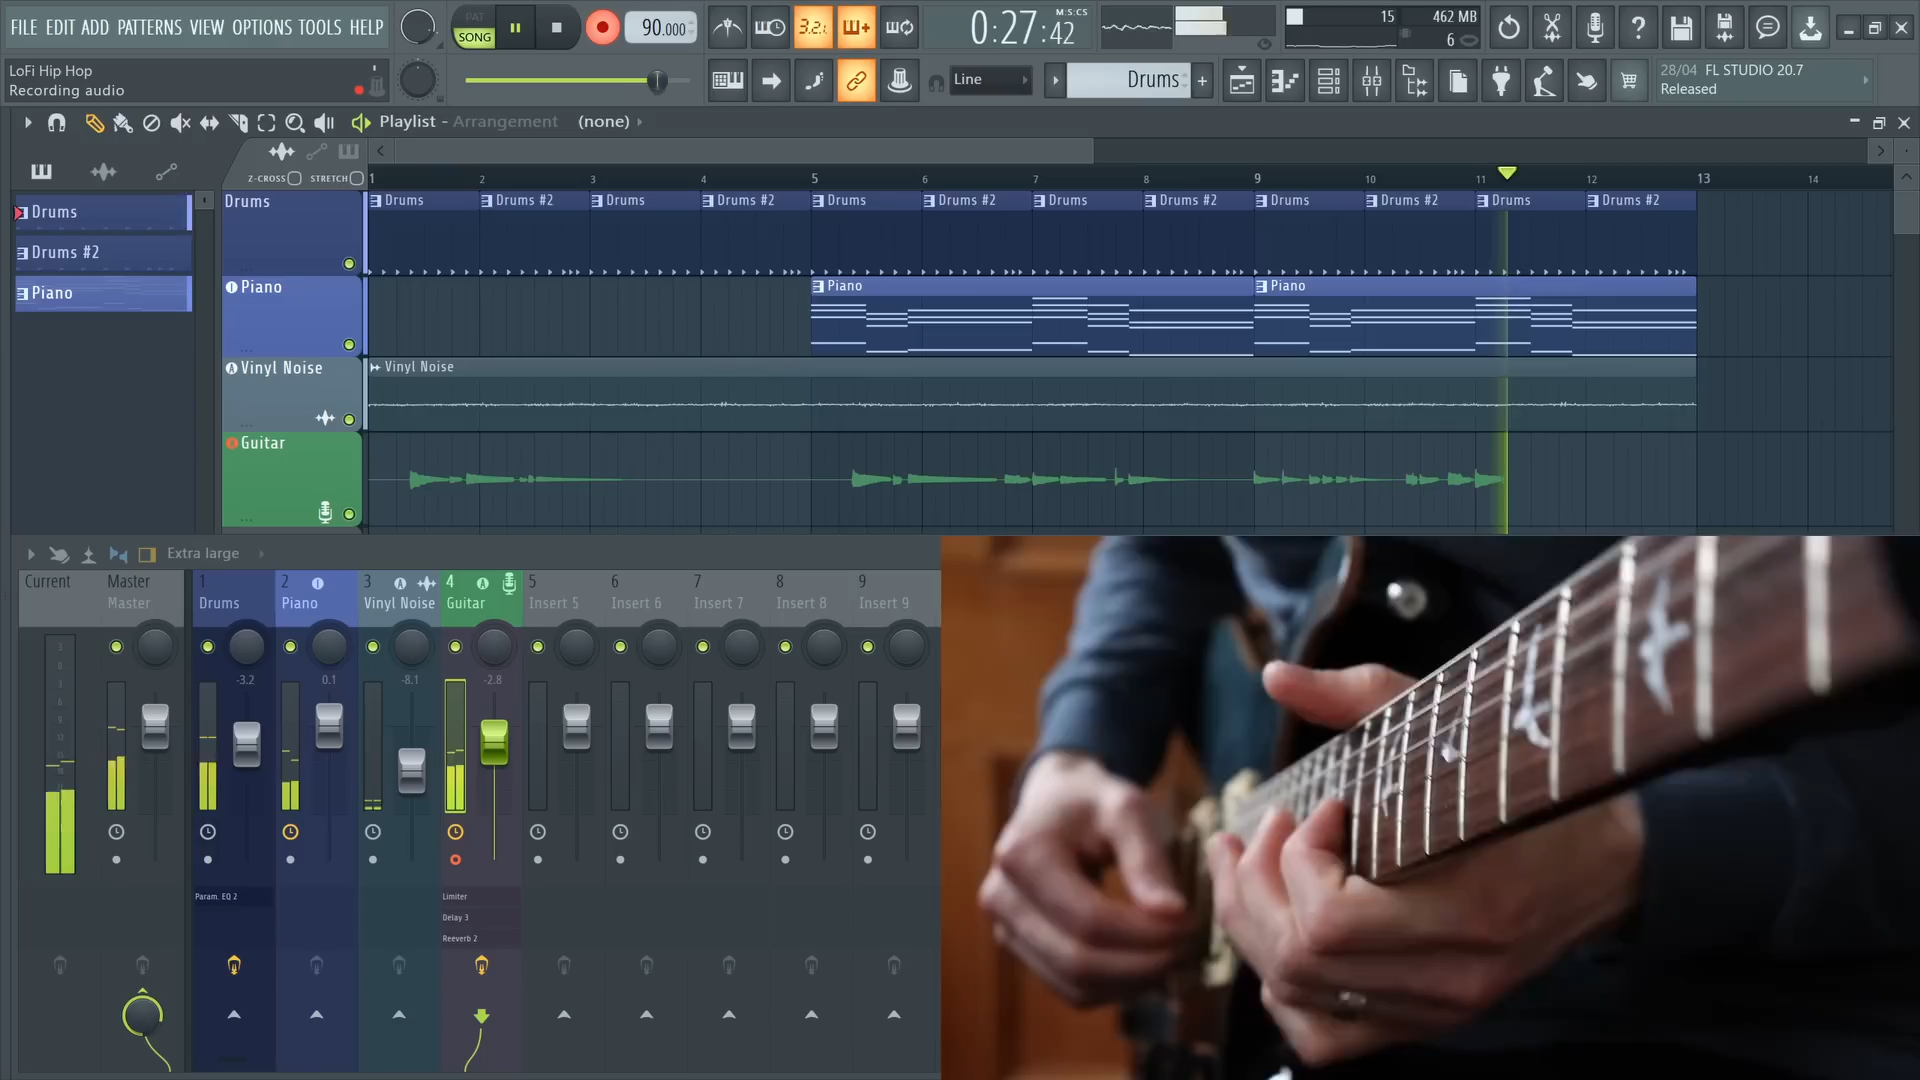 FILE EDIT ADD PATTERNS VIEW OPTIONS TOOLS HELP
PAT
SONG
90.000
3.2.
0:27:42
M:S:CS
15
462 MB
6
LoFi Hip Hop
Recording audio
Line
Drums
28/04 FL STUDIO 20.7
Released
Playlist - Arrangement (none)
Z-CROSS STRETCH
1 2 3 4 5 6 7 8 9 10 11 12 13 14
Drums
Drums #2
Piano
Drums
Drums Drums #2 Drums Drums #2 Drums Drums #2 Drums Drums #2 Drums Drums #2 Drums Drums #2
Piano
Piano Piano
Vinyl Noise
Vinyl Noise
Guitar
Extra large
Current Master 1 2 3 4 5 6 7 8 9
Master Drums Piano Vinyl Noise Guitar Insert 5 Insert 6 Insert 7 Insert 8 Insert 9
-3.2 0.1 -8.1 -2.8
Param. EQ 2
Limiter
Delay 3
Reeverb 2